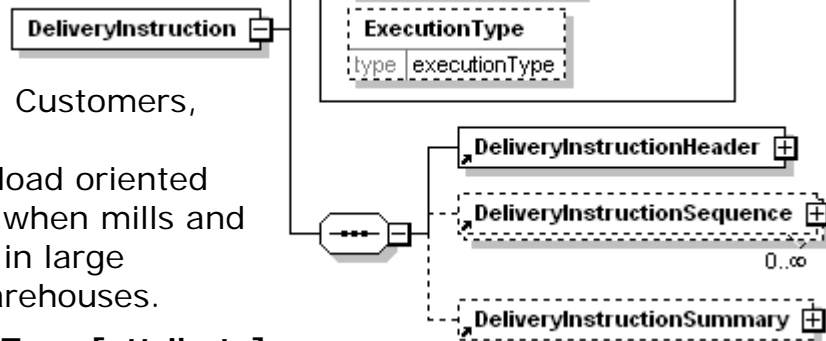 DeliveryInstruction
ExecutionType
type executionType
Customers,
load oriented
when mills and
in large
arehouses.
DeliveryInstructionHeader
DeliveryInstructionSequence
0..∞
DeliveryInstructionSummary